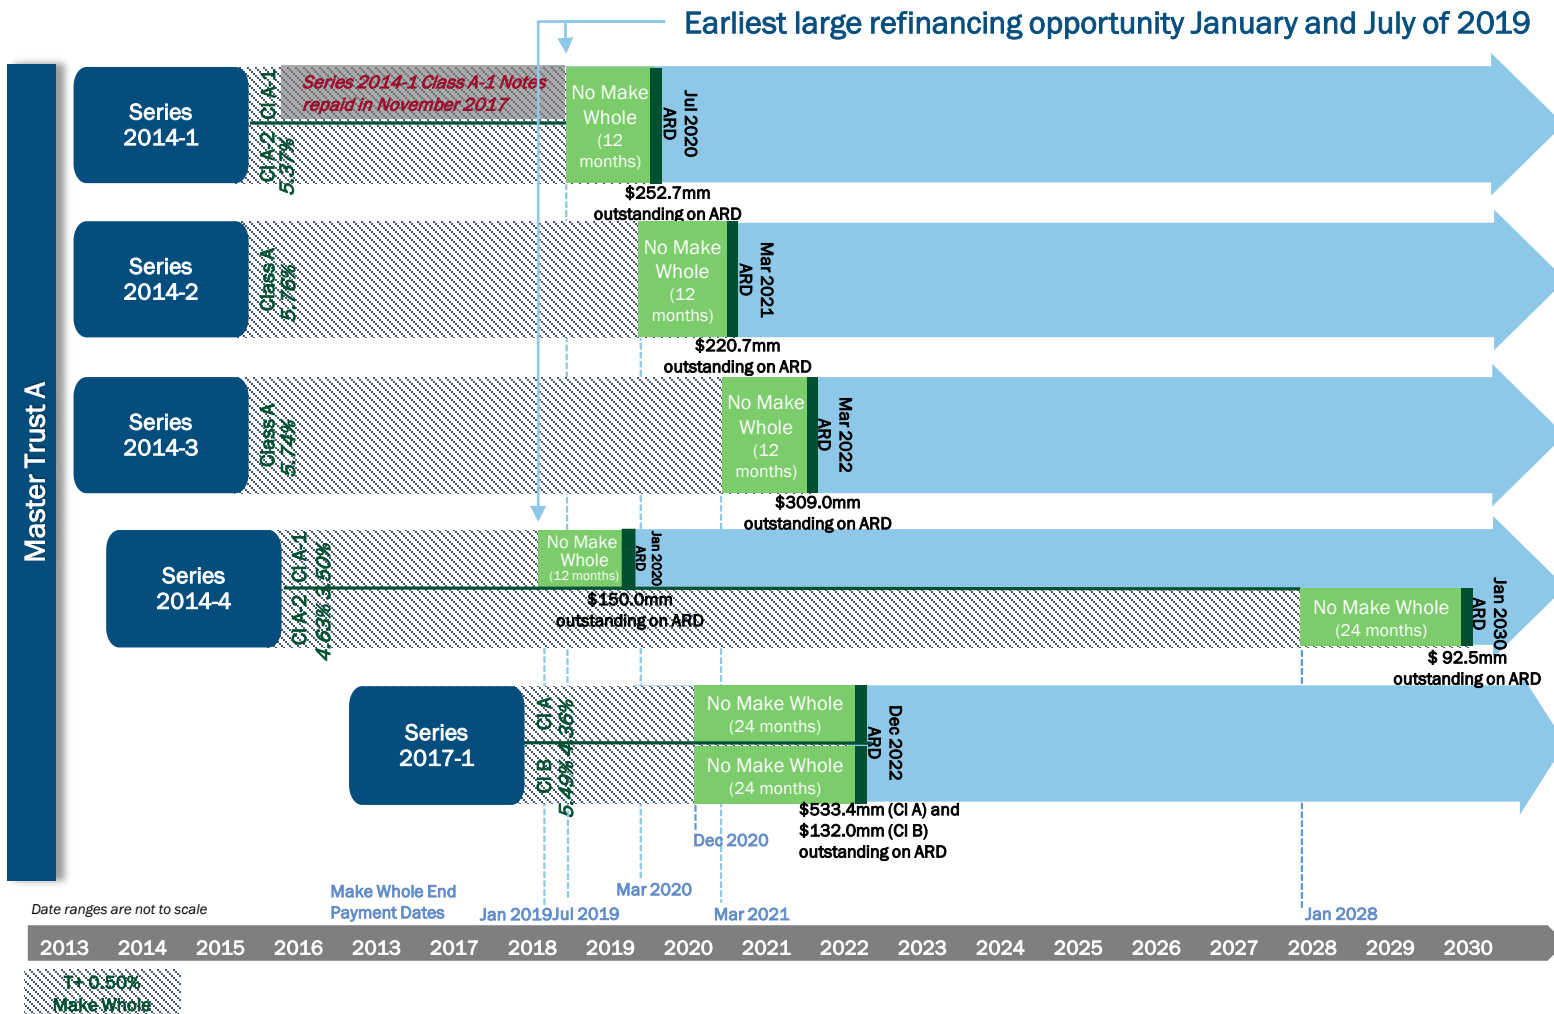 Earliest large refinancing opportunity January and July of 2019
Master Trust A
Series
2014-1
Cl A-1
Cl A-2
5.37%
Series 2014-1 Class A-1 Notes
repaid in November 2017
No Make
Whole
(12
months)
Jul 2020
ARD
$252.7mm
outstanding on ARD
Series
2014-2
Class A
5.76%
No Make
Whole
(12
months)
Mar 2021
ARD
$220.7mm
outstanding on ARD
Series
2014-3
Class A
5.74%
No Make
Whole
(12
months)
Mar 2022
ARD
$309.0mm
outstanding on ARD
Series
2014-4
Cl A-1
3.50%
Cl A-2
4.63%
No Make
Whole
(12 months)
Jan 2020
ARD
$150.0mm
outstanding on ARD
No Make Whole
(24 months)
Jan 2030
ARD
$ 92.5mm
outstanding on ARD
Series
2017-1
Cl A
4.36%
Cl B
5.49%
No Make Whole
(24 months)
No Make Whole
(24 months)
Dec 2022
ARD
$533.4mm (Cl A) and
$132.0mm (Cl B)
outstanding on ARD
Dec 2020
Make Whole End
Payment Dates
Jan 2019
Jul 2019
Mar 2020
Mar 2021
Jan 2028
Date ranges are not to scale
2013 2014 2015 2016 2013 2017 2018 2019 2020 2021 2022 2023 2024 2025 2026 2027 2028 2029 2030
T+ 0.50%
Make Whole